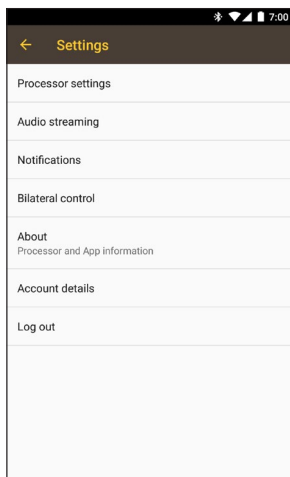 7:00
Settings
Processor settings
Audio streaming
Notifications
Bilateral control
About
Processor and App information
Account details
Log out